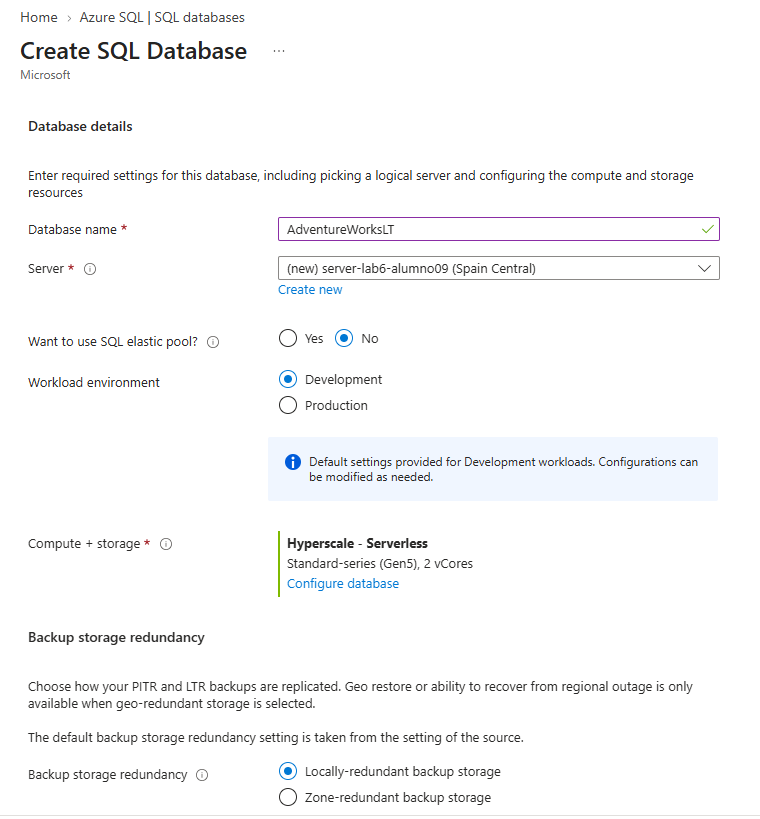 Home > Azure SQL | SQL databases
Create SQL Database ...
Microsoft
Database details
Enter required settings for this database, including picking a logical server and configuring the compute and storage
resources
Database name *
AdventureWorksLT
Server *
(new) server-lab6-alumno09 (Spain Central)
Create new
Want to use SQL elastic pool?
Yes No
Workload environment
Development
Production
Default settings provided for Development workloads. Configurations can
be modified as needed.
Compute + storage *
Hyperscale - Serverless
Standard-series (Gen5), 2 vCores
Configure database
Backup storage redundancy
Choose how your PITR and LTR backups are replicated. Geo restore or ability to recover from regional outage is only
available when geo-redundant storage is selected.
The default backup storage redundancy setting is taken from the setting of the source.
Backup storage redundancy
Locally-redundant backup storage
Zone-redundant backup storage